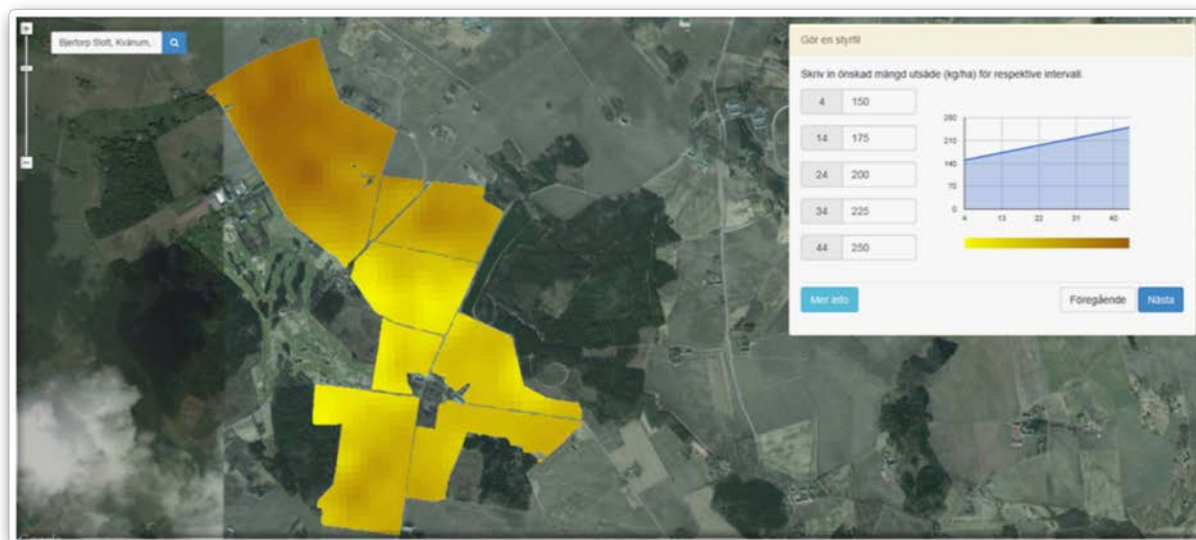 Bjertorp Slott, Kvänum,
Gör en styrfil
Skriv in önskad mängd utsäde (kg/ha) för respektive intervall.
4 150
14 175
24 200
34 225
44 250
280
210
140
70
0
4 13 22 31 40
Mer info
Föregående
Nästa